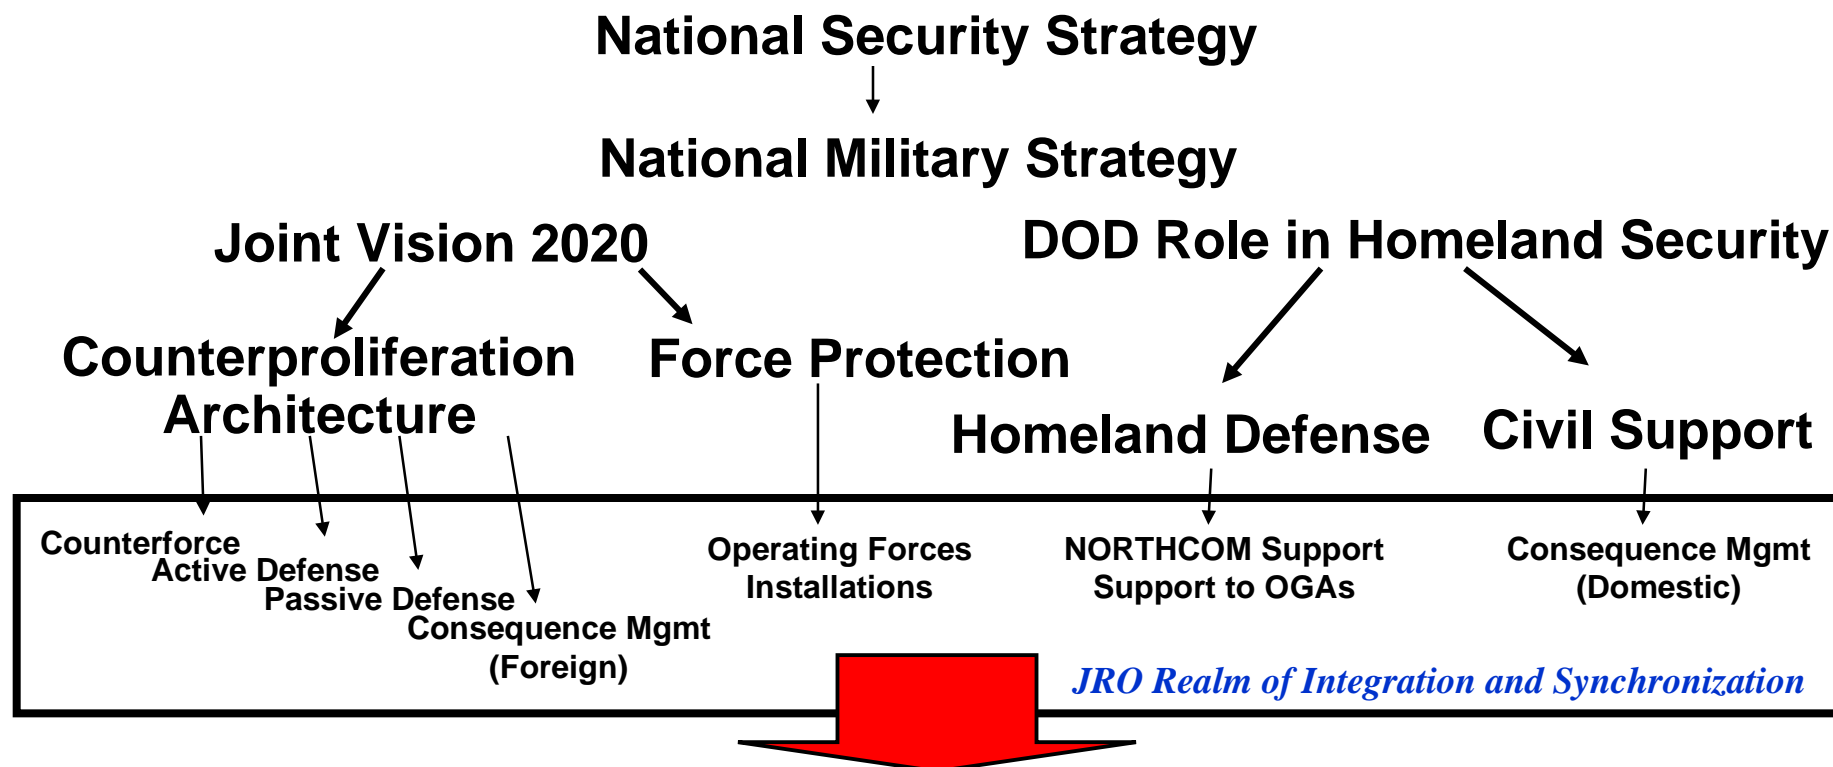 National Security Strategy
National Military Strategy
Joint Vision 2020
DOD Role in Homeland Security
Counterproliferation
Architecture
Force Protection
Homeland Defense
Civil Support
Counterforce
Active Defense
Passive Defense
Consequence Mgmt
(Foreign)
Operating Forces
Installations
NORTHCOM Support
Support to OGAs
Consequence Mgmt
(Domestic)
JRO Realm of Integration and Synchronization